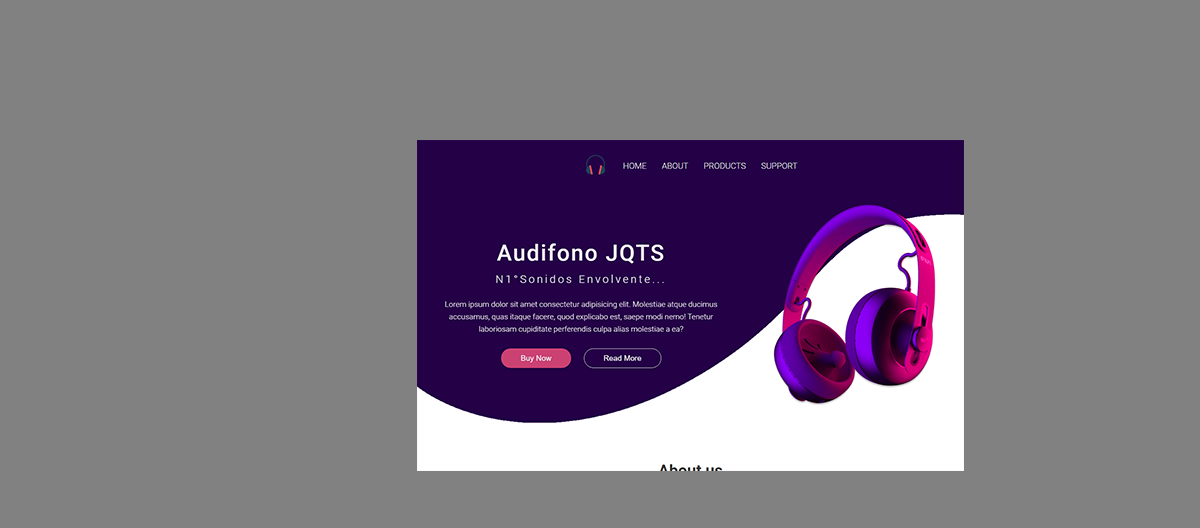 HOME ABOUT PRODUCTS SUPPORT
Audifono JQTS
N1°Sonidos Envolvente...
Lorem ipsum dolor sit amet consectetur adipisicing elit. Molestiae atque ducimus
accusamus, quas itaque facere, quod explicabo est, saepe modi nemo! Tenetur
laboriosam cupiditate perferendis culpa alias molestiae a ea?
Buy Now Read More
About us